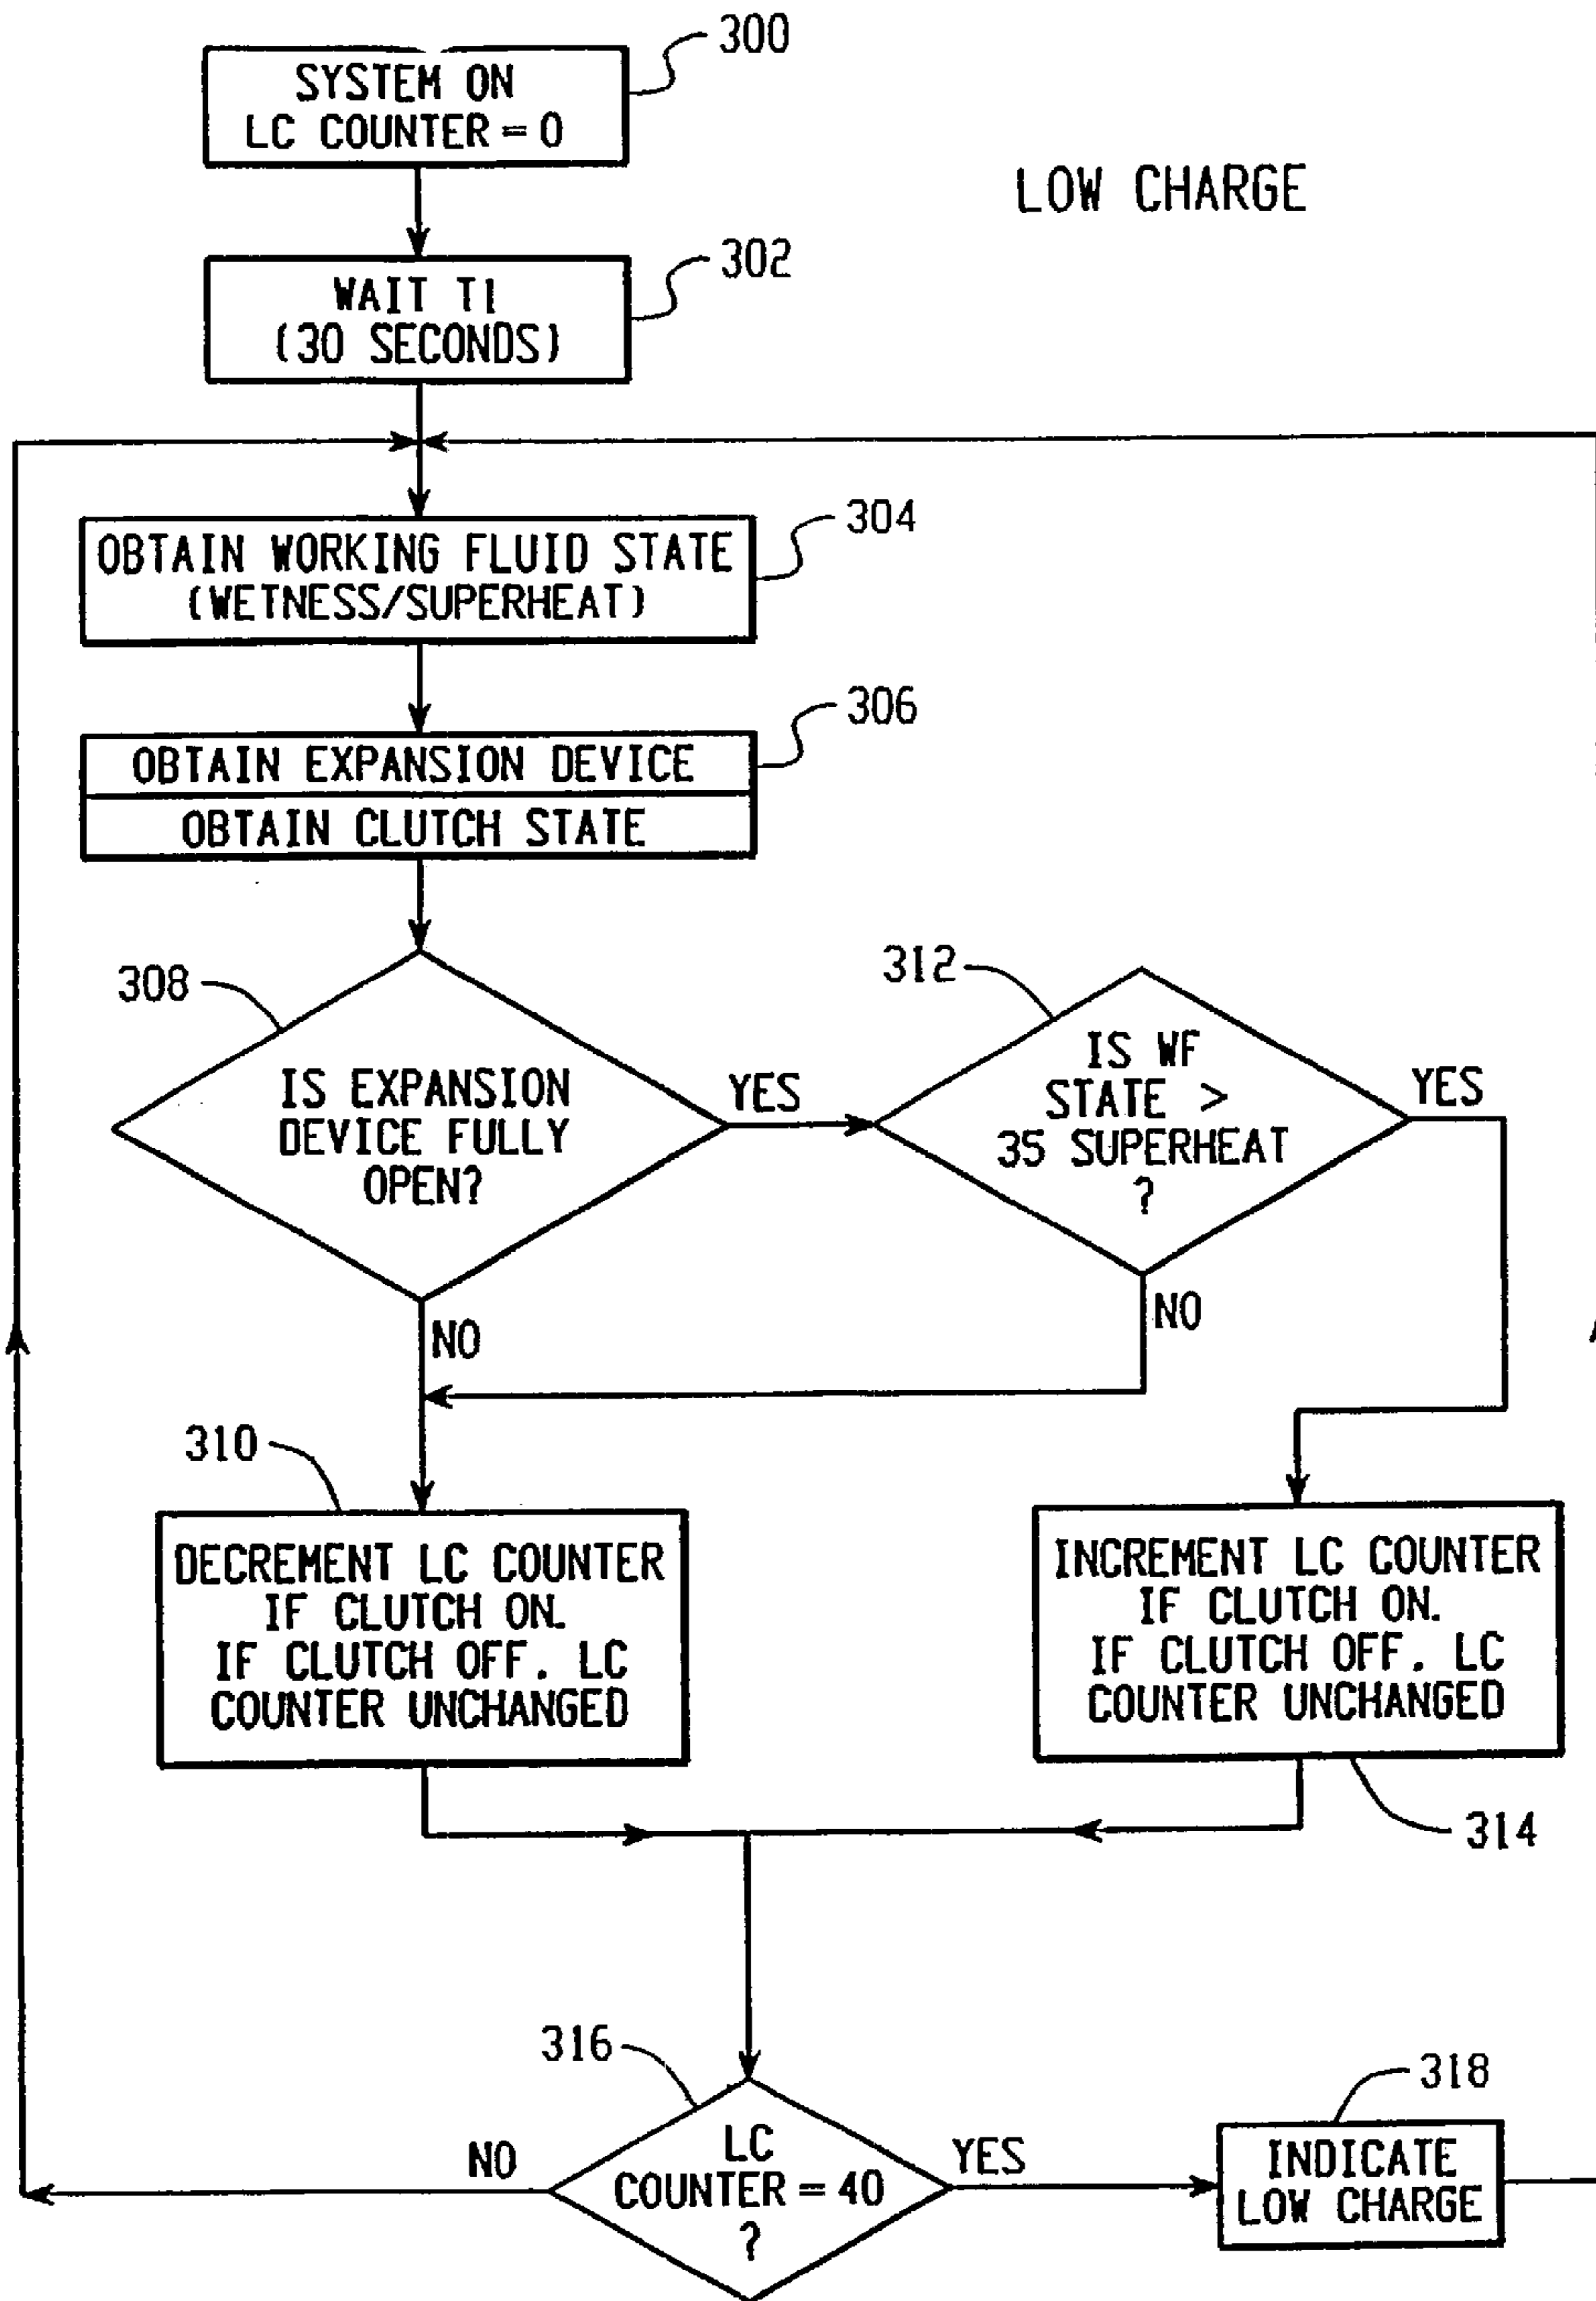 300
SYSTEM ON
LC COUNTER = 0
LOW CHARGE
302
WAIT T1
(30 SECONDS)
304
OBTAIN WORKING FLUID STATE
(WETNESS/SUPERHEAT)
306
OBTAIN EXPANSION DEVICE
OBTAIN CLUTCH STATE
308
IS EXPANSION
DEVICE FULLY
OPEN?
YES
NO
312
IS WF
STATE >
35 SUPERHEAT
?
YES
NO
310
DECREMENT LC COUNTER
IF CLUTCH ON.
IF CLUTCH OFF. LC
COUNTER UNCHANGED
INCREMENT LC COUNTER
IF CLUTCH ON.
IF CLUTCH OFF. LC
COUNTER UNCHANGED
314
316
LC
COUNTER = 40
?
NO
YES
318
INDICATE
LOW CHARGE